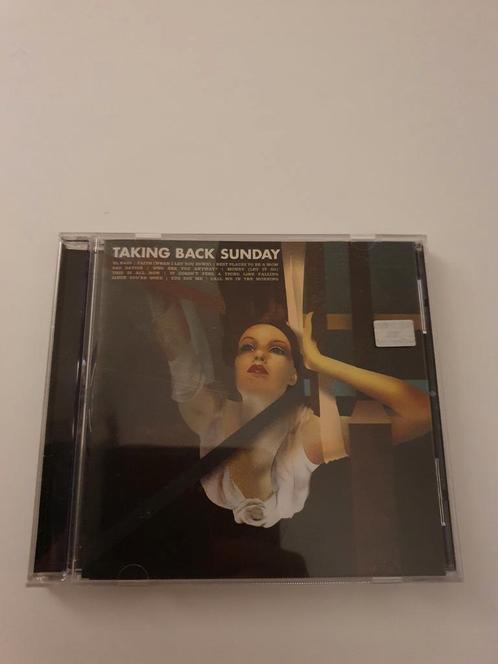 TAKING BACK SUNDAY
EL PASO | FAITH (WHEN I LET YOU DOWN) | BEST PLACES TO BE A MOM
SAD SAVIOR | WHO ARE YOU ANYWAY? | MONEY (LET IT GO)
THIS IS ALL NOW | IT DOESN'T FEEL A THING LIKE FALLING
SINCE YOU'RE GONE | YOU GOT ME | CALL ME IN THE MORNING